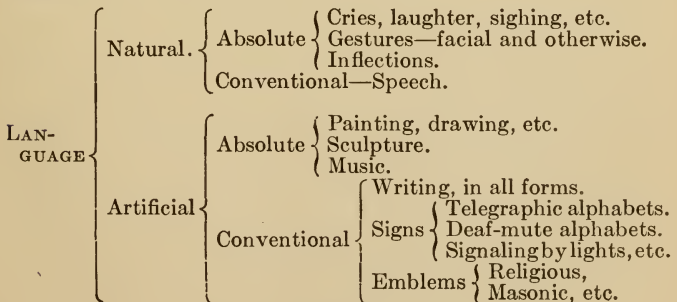 Cries, laughter, sighing, etc.
Natural. Absolute Gestures—facial and otherwise.
Inflections.
Conventional—Speech.
LAN-
GUAGE
Painting, drawing, etc.
Absolute Sculpture.
Music.
Artificial
Writing, in all forms.
Telegraphic alphabets.
Conventional Signs Deaf-mute alphabets.
Signaling by lights, etc.
Emblems Religious,
Masonic, etc.